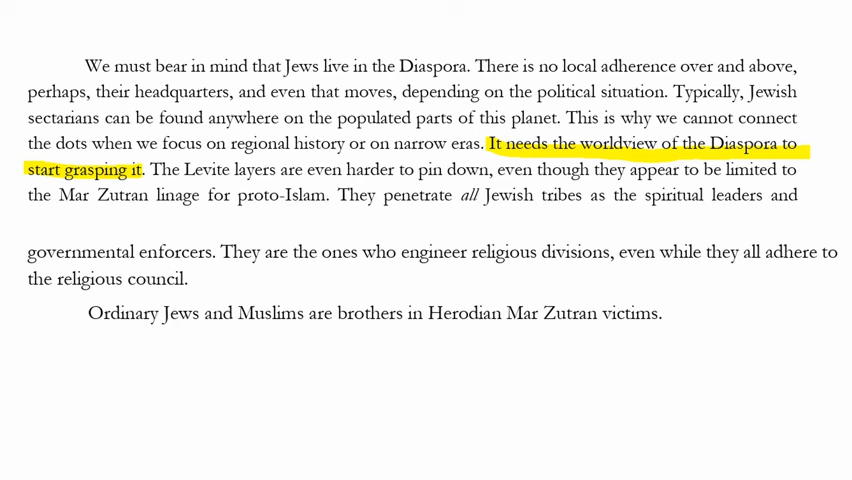 We must bear in mind that Jews live in the Diaspora. There is no local adherence over and above,
perhaps, their headquarters, and even that moves, depending on the political situation. Typically, Jewish
sectarians can be found anywhere on the populated parts of this planet. This is why we cannot connect
the dots when we focus on regional history or on narrow eras. It needs the worldview of the Diaspora to
start grasping it. The Levite layers are even harder to pin down, even though they appear to be limited to
the Mar Zutran linage for proto-Islam. They penetrate all Jewish tribes as the spiritual leaders and
governmental enforcers. They are the ones who engineer religious divisions, even while they all adhere to
the religious council.
Ordinary Jews and Muslims are brothers in Herodian Mar Zutran victims.